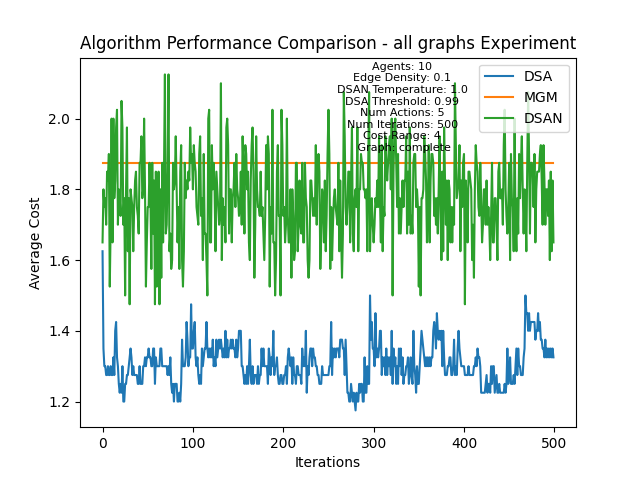 Algorithm Performance Comparison - all graphs Experiment
Agents: 10
Edge Density: 0.1
DSAN Temperature: 1.0
DSA Threshold: 0.99
Num Actions: 5
Num Iterations: 500
Cost Range: 4
Graph: complete
DSA
MGM
DSAN
Average Cost
2.0
1.8
1.6
1.4
1.2
0 100 200 300 400 500
Iterations